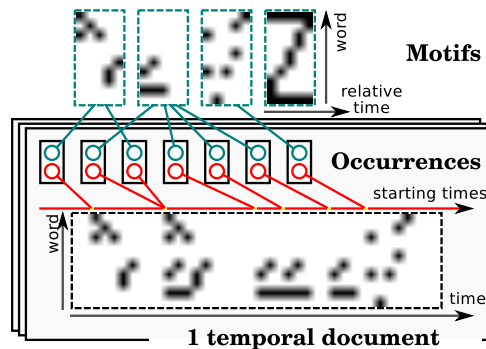 word
Motifs
relative
time
Occurrences
starting times
word
time
1 temporal document